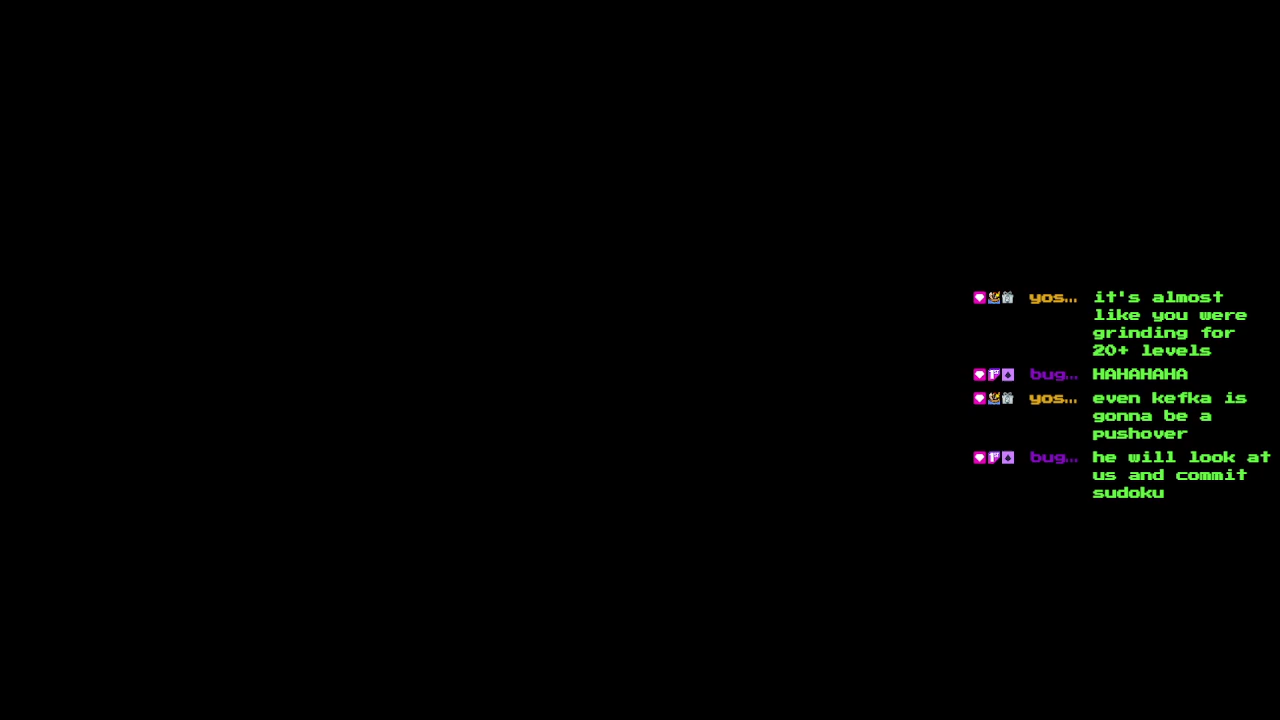 yos... it's almost
like you were
grinding for
20+ levels
bug... HAHAHAHA
yos... even kefka is
gonna be a
pushover
bug... he will look at
us and commit
sudoku